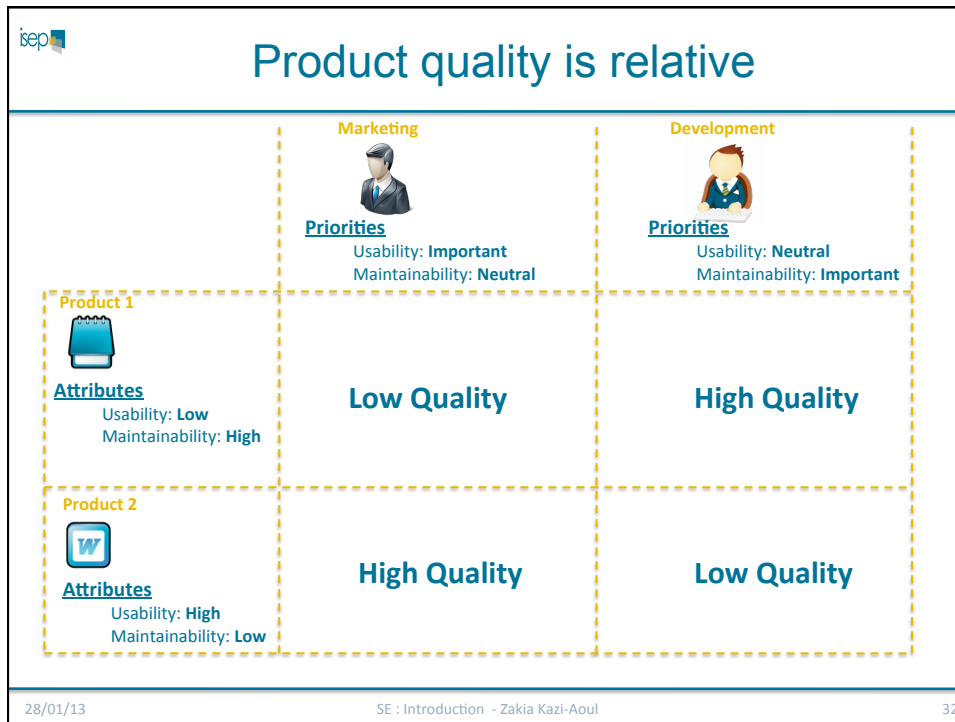 isep
Product quality is relative
Marketing
Priorities
Usability: Important
Maintainability: Neutral
Development
Priorities
Usability: Neutral
Maintainability: Important
Product 1
Attributes
Usability: Low
Maintainability: High
Low Quality
High Quality
Product 2
W
Attributes
Usability: High
Maintainability: Low
High Quality
Low Quality
28/01/13
SE : Introduction - Zakia Kazi-Aoul
32